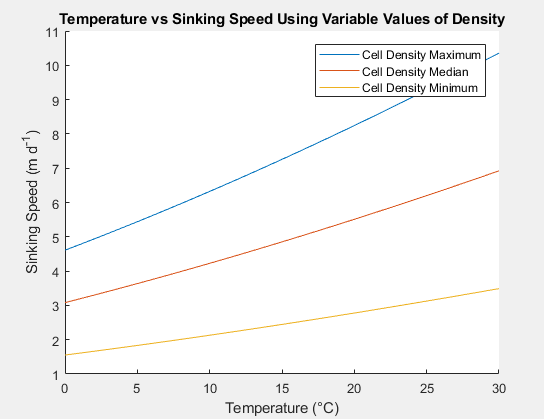 Temperature vs Sinking Speed Using Variable Values of Density
11
10
9
8
7
6
5
4
3
2
1
Sinking Speed (m d⁻¹)
Cell Density Maximum
Cell Density Median
Cell Density Minimum
0 5 10 15 20 25 30
Temperature (°C)